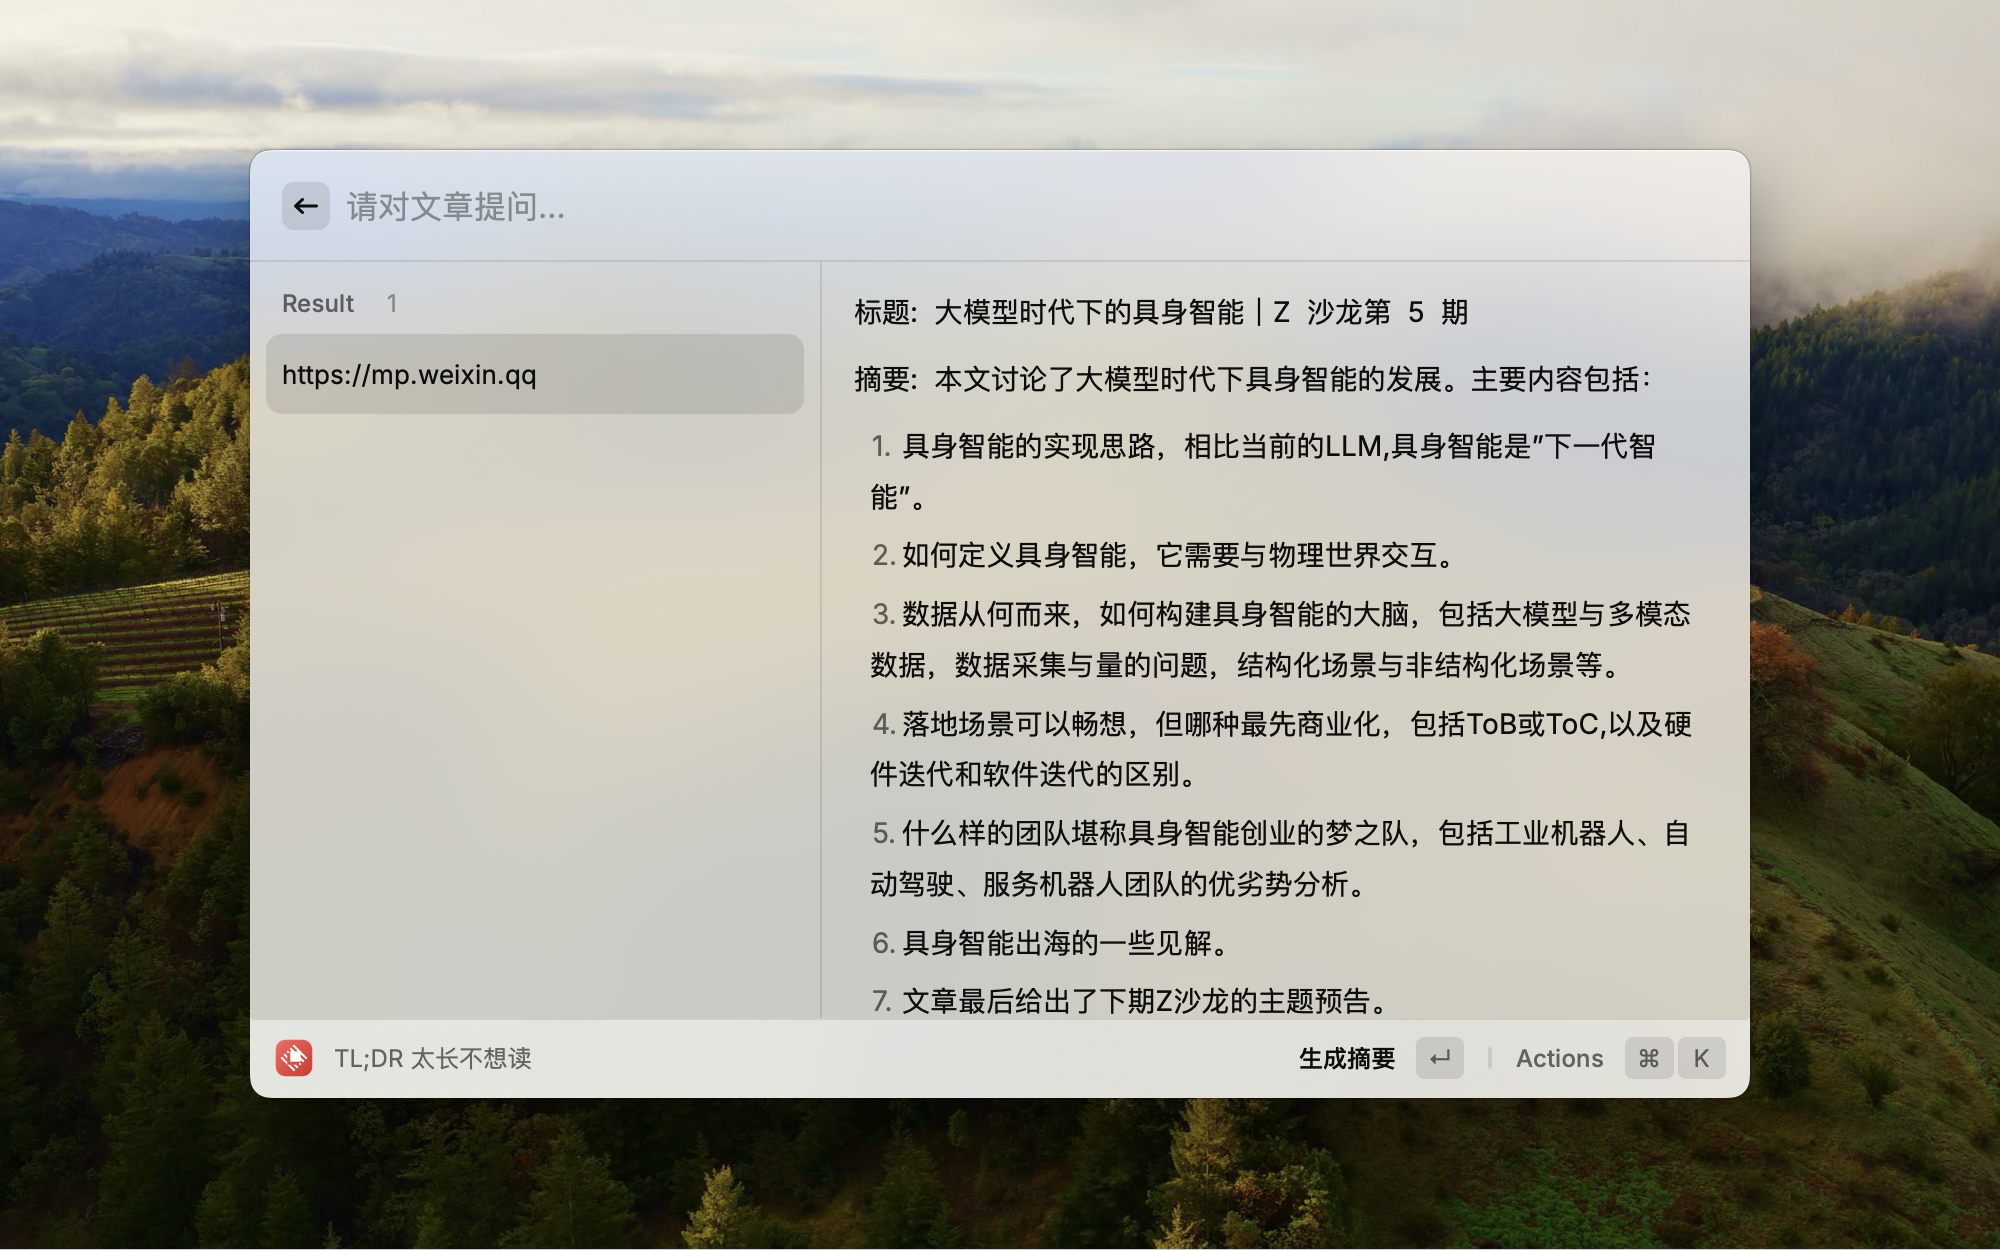 请对文章提问...
Result 1
https://mp.weixin.qq
标题: 大模型时代下的具身智能 | Z 沙龙第 5 期
摘要: 本文讨论了大模型时代下具身智能的发展。主要内容包括:
1. 具身智能的实现思路，相比当前的LLM,具身智能是"下一代智
能"。
2. 如何定义具身智能，它需要与物理世界交互。
3. 数据从何而来，如何构建具身智能的大脑，包括大模型与多模态
数据，数据采集与量的问题，结构化场景与非结构化场景等。
4. 落地场景可以畅想，但哪种最先商业化，包括ToB或ToC,以及硬
件迭代和软件迭代的区别。
5. 什么样的团队堪称具身智能创业的梦之队，包括工业机器人、自
动驾驶、服务机器人团队的优劣势分析。
6. 具身智能出海的一些见解。
7. 文章最后给出了下期Z沙龙的主题预告。
TL;DR 太长不想读
生成摘要 ↵ | Actions ⌘ K